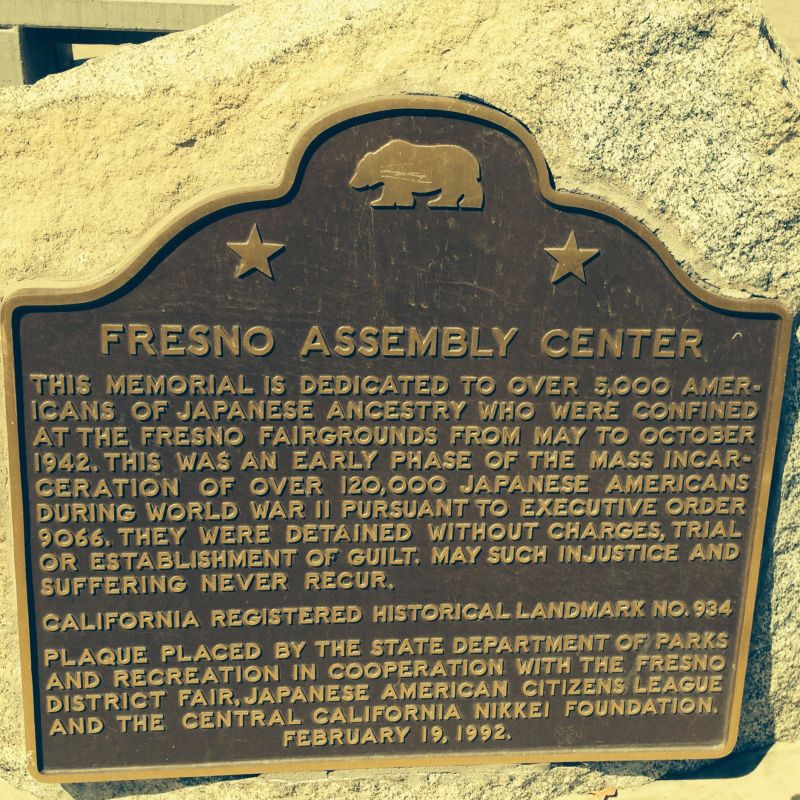 FRESNO ASSEMBLY CENTER
THIS MEMORIAL IS DEDICATED TO OVER 5,000 AMER-
ICANS OF JAPANESE ANCESTRY WHO WERE CONFINED
AT THE FRESNO FAIRGROUNDS FROM MAY TO OCTOBER
1942. THIS WAS AN EARLY PHASE OF THE MASS INCAR-
CERATION OF OVER 120,000 JAPANESE AMERICANS
DURING WORLD WAR II PURSUANT TO EXECUTIVE ORDER
9066. THEY WERE DETAINED WITHOUT CHARGES, TRIAL
OR ESTABLISHMENT OF GUILT. MAY SUCH INJUSTICE AND
SUFFERING NEVER RECUR.
CALIFORNIA REGISTERED HISTORICAL LANDMARK NO. 934
PLAQUE PLACED BY THE STATE DEPARTMENT OF PARKS
AND RECREATION IN COOPERATION WITH THE FRESNO
DISTRICT FAIR, JAPANESE AMERICAN CITIZENS LEAGUE
AND THE CENTRAL CALIFORNIA NIKKEI FOUNDATION.
FEBRUARY 19, 1992.